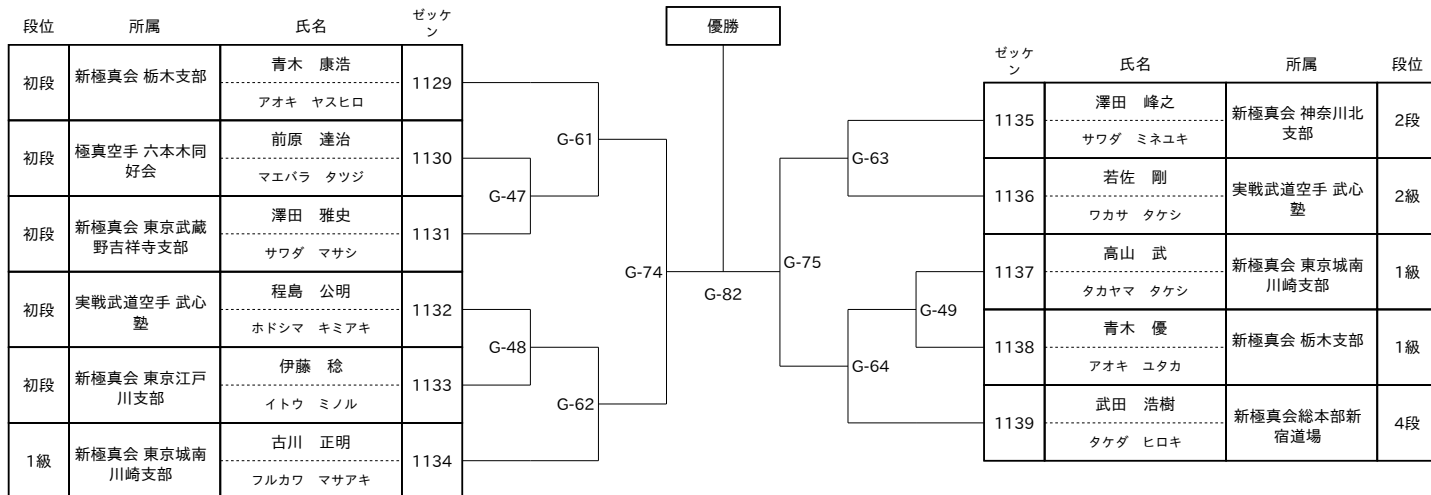 優勝
段位 所属 氏名 ゼッケ
ン
初段 新極真会 栃木支部 青木 康浩 1129
アオキ ヤスヒロ
初段 極真空手 六本木同
好会 前原 達治 1130
マエバラ タツジ
初段 新極真会 東京武蔵
野吉祥寺支部 澤田 雅史 1131
サワダ マサシ
初段 実戦武道空手 武心
塾 程島 公明 1132
ホドシマ キミアキ
初段 新極真会 東京江戸
川支部 伊藤 稔 1133
イトウ ミノル
1級 新極真会 東京城南
川崎支部 古川 正明 1134
フルカワ マサアキ
G-61
G-47
G-74
G-48
G-62
G-82
G-75
G-63
G-49
G-64
ゼッケ
ン 氏名 所属 段位
1135 澤田 峰之 新極真会 神奈川北
支部 2段
サワダ ミネユキ
1136 若佐 剛 実戦武道空手 武心
塾 2級
ワカサ タケシ
1137 高山 武 新極真会 東京城南
川崎支部 1級
タカヤマ タケシ
1138 青木 優 新極真会 栃木支部 1級
アオキ ユタカ
1139 武田 浩樹 新極真会総本部新
宿道場 4段
タケダ ヒロキ